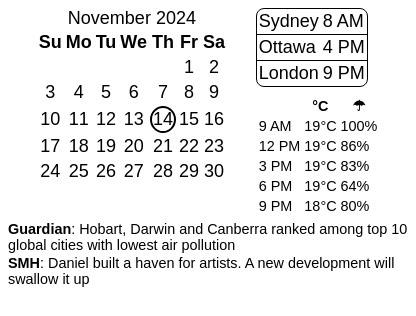 November 2024
Su Mo Tu We Th Fr Sa
1 2
3 4 5 6 7 8 9
10 11 12 13 14 15 16
17 18 19 20 21 22 23
24 25 26 27 28 29 30
Sydney 8 AM
Ottawa 4 PM
London 9 PM
°C ☂
9 AM 19°C 100%
12 PM 19°C 86%
3 PM 19°C 83%
6 PM 19°C 64%
9 PM 18°C 80%
Guardian: Hobart, Darwin and Canberra ranked among top 10
global cities with lowest air pollution
SMH: Daniel built a haven for artists. A new development will
swallow it up